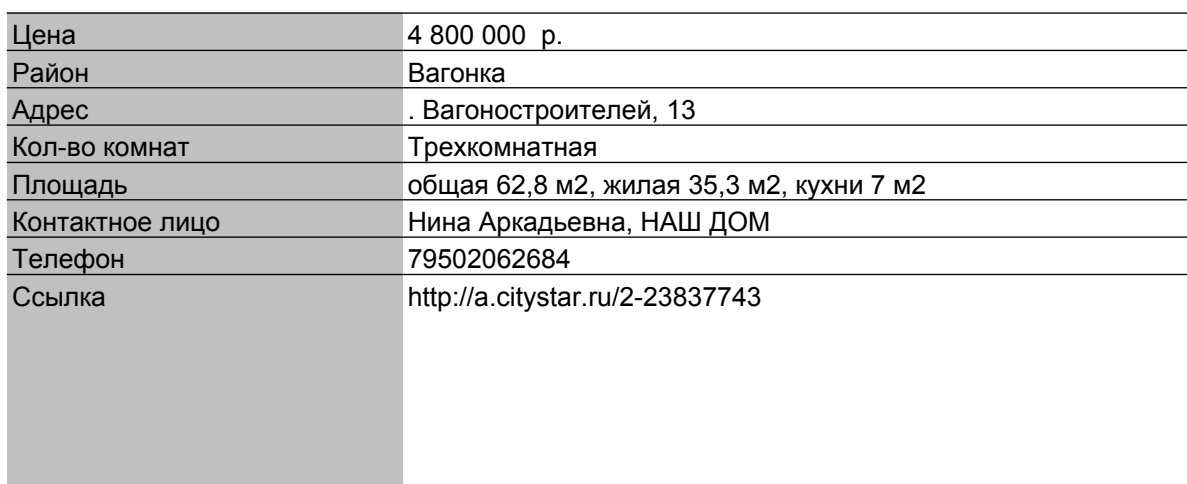 Цена 4 800 000 р.
Район Вагонка
Адрес . Вагоностроителей, 13
Кол-во комнат Трехкомнатная
Площадь общая 62,8 м2, жилая 35,3 м2, кухни 7 м2
Контактное лицо Нина Аркадьевна, НАШ ДОМ
Телефон 79502062684
Ссылка http://a.citystar.ru/2-23837743